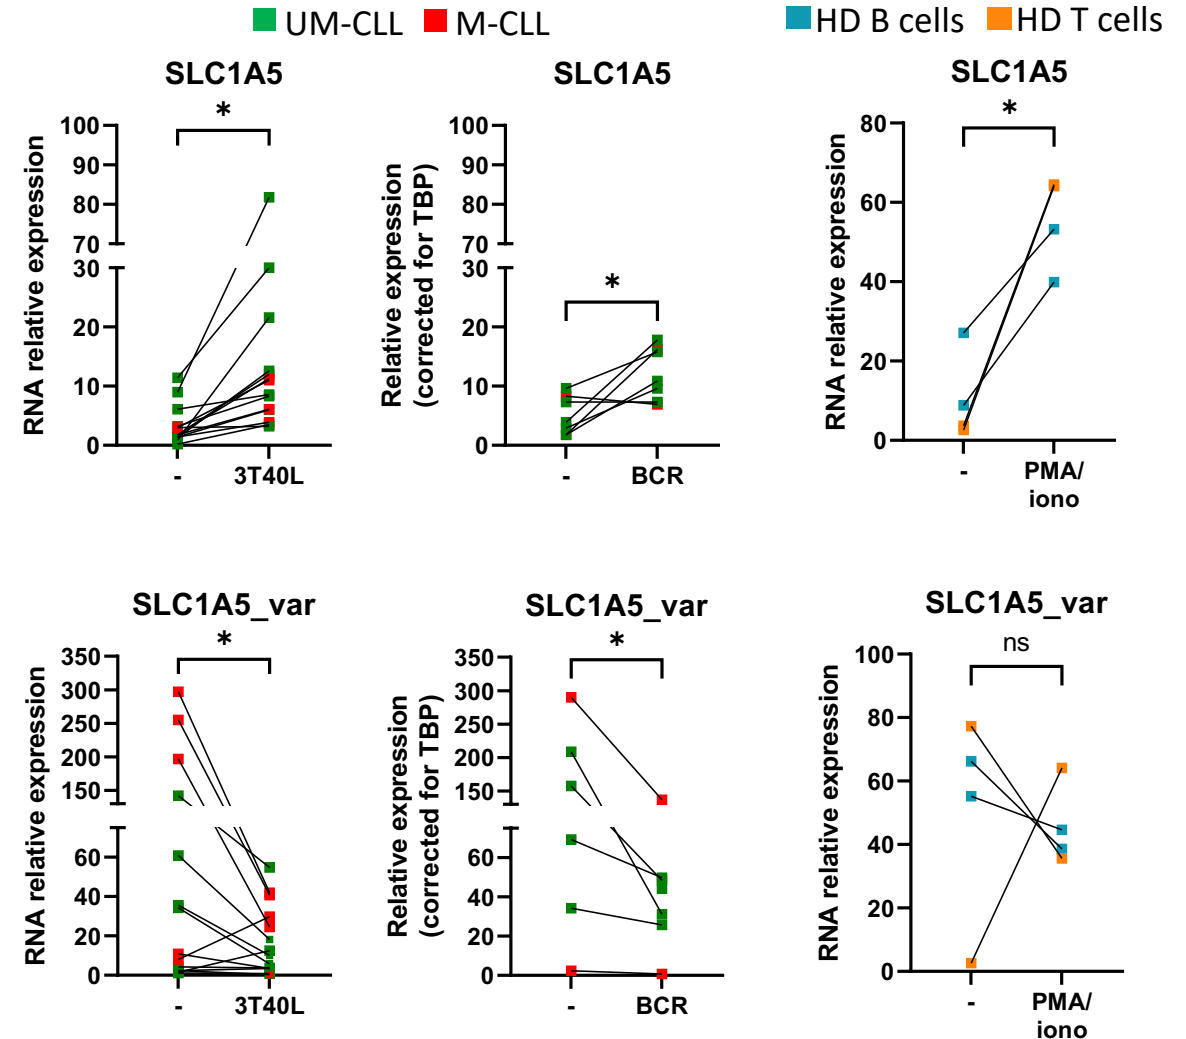 UM-CLL M-CLL
HD B cells HD T cells
SLC1A5
*
RNA relative expression
100
90
80
70
30
20
10
0
- 3T40L
SLC1A5
*
Relative expression
(corrected for TBP)
100
90
80
70
30
20
10
0
- BCR
SLC1A5
*
RNA relative expression
80
60
40
20
0
- PMA/
iono
SLC1A5_var
*
RNA relative expression
350
300
250
200
150
60
40
20
0
- 3T40L
SLC1A5_var
*
Relative expression
(corrected for TBP)
350
300
250
200
150
60
40
20
0
- BCR
SLC1A5_var
ns
RNA relative expression
100
80
60
40
20
0
- PMA/
iono